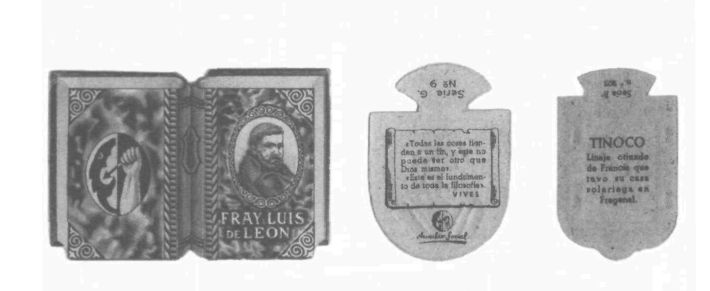 FRAY LUIS
DE LEON
Serie G.
Nº 9
«Todas las cosas tien-
den a un fin, y este no
puede ser otro que
Dios mismo».
«Este es el fundamen-
to de toda la filosofía».
VIVES
Auxilio Social
Serie B
n.º 202
TINOCO
Linaje oriundo
de Francia que
tuvo su casa
solariega en
Fregenal.